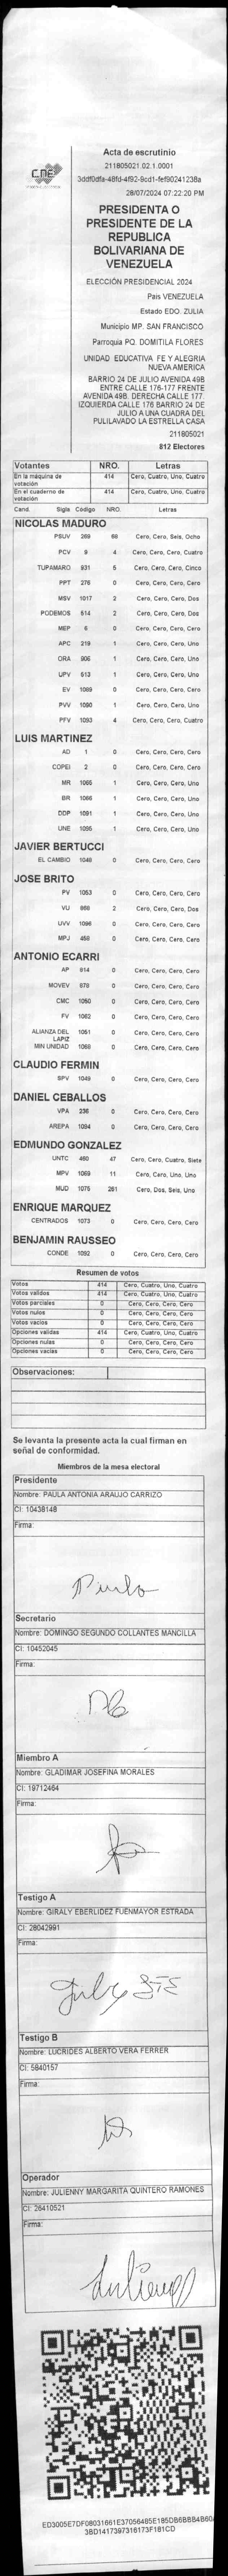 CNE
Acta de escrutinio
211805021.02.1.0001
28/07/2024 07:22:20 PM
PRESIDENTA O
PRESIDENTE DE LA
REPUBLICA
BOLIVARIANA DE
VENEZUELA
ELECCIÓN PRESIDENCIAL 2024
País VENEZUELA
Estado EDO. ZULIA
Municipio MP. SAN FRANCISCO
Parroquia PQ. DOMITILA FLORES
UNIDAD EDUCATIVA FE Y ALEGRIA
NUEVA AMERICA
BARRIO 24 DE JULIO AVENIDA 49B
ENTRE CALLE 176-177 FRENTE
AVENIDA 49B. DERECHA CALLE 177.
IZQUIERDA CALLE 176 BARRIO 24 DE
JULIO A UNA CUADRA DEL
PULILAVADO LA ESTRELLA CASA
211805021
812 Electores
Votantes NRO. Letras
En la máquina de votación 414 Cero, Cuatro, Uno, Cuatro
En el cuaderno de votación 414 Cero, Cuatro, Uno, Cuatro
Cand. Sigla Código NRO. Letras
NICOLAS MADURO
PSUV 269 68 Cero, Cero, Seis, Ocho
PCV 9 4 Cero, Cero, Cero, Cuatro
TUPAMARO 931 5 Cero, Cero, Cero, Cinco
PPT 276 0 Cero, Cero, Cero, Cero
MSV 1017 2 Cero, Cero, Cero, Dos
PODEMOS 514 2 Cero, Cero, Cero, Dos
MEP 6 0 Cero, Cero, Cero, Cero
APC 219 1 Cero, Cero, Cero, Uno
ORA 906 1 Cero, Cero, Cero, Uno
UPV 513 1 Cero, Cero, Cero, Uno
EV 1089 0 Cero, Cero, Cero, Cero
PVV 1090 1 Cero, Cero, Cero, Uno
PFV 1093 4 Cero, Cero, Cero, Cuatro
LUIS MARTINEZ
AD 1 0 Cero, Cero, Cero, Cero
COPEI 2 0 Cero, Cero, Cero, Cero
MR 1065 1 Cero, Cero, Cero, Uno
BR 1066 1 Cero, Cero, Cero, Uno
DDP 1091 1 Cero, Cero, Cero, Uno
UNE 1095 1 Cero, Cero, Cero, Uno
JAVIER BERTUCCI
EL CAMBIO 1048 0 Cero, Cero, Cero, Cero
JOSE BRITO
PV 1053 0 Cero, Cero, Cero, Cero
VU 868 2 Cero, Cero, Cero, Dos
UVV 1096 0 Cero, Cero, Cero, Cero
MPJ 458 0 Cero, Cero, Cero, Cero
ANTONIO ECARRI
AP 914 0 Cero, Cero, Cero, Cero
MOVEV 878 0 Cero, Cero, Cero, Cero
CMC 1050 0 Cero, Cero, Cero, Cero
FV 1062 0 Cero, Cero, Cero, Cero
ALIANZA DEL LAPIZ 1051 0 Cero, Cero, Cero, Cero
MIN UNIDAD 1068 0 Cero, Cero, Cero, Cero
CLAUDIO FERMIN
SPV 1049 0 Cero, Cero, Cero, Cero
DANIEL CEBALLOS
VPA 236 0 Cero, Cero, Cero, Cero
AREPA 1094 0 Cero, Cero, Cero, Cero
EDMUNDO GONZALEZ
UNTC 460 47 Cero, Cero, Cuatro, Siete
MPV 1069 11 Cero, Cero, Uno, Uno
MUD 1075 261 Cero, Dos, Seis, Uno
ENRIQUE MARQUEZ
CENTRADOS 1073 0 Cero, Cero, Cero, Cero
BENJAMIN RAUSSEO
CONDE 1092 0 Cero, Cero, Cero, Cero
Resumen de votos
Votos 414 Cero, Cuatro, Uno, Cuatro
Votos validos 414 Cero, Cuatro, Uno, Cuatro
Votos parciales 0 Cero, Cero, Cero, Cero
Votos nulos 0 Cero, Cero, Cero, Cero
Votos vacios 0 Cero, Cero, Cero, Cero
Opciones validas 414 Cero, Cuatro, Uno, Cuatro
Opciones nulas 0 Cero, Cero, Cero, Cero
Opciones vacias 0 Cero, Cero, Cero, Cero
Observaciones:
Se levanta la presente acta la cual firman en
señal de conformidad.
Miembros de la mesa electoral
Presidente
Nombre: PAULA ANTONIA ARAUJO CARRIZO
CI: 10438148
Firma:
Paula
Secretario
Nombre: DOMINGO SEGUNDO COLLANTES MANCILLA
CI: 10452045
Firma:
Miembro A
Nombre: GLADIMAR JOSEFINA MORALES
CI: 19712464
Firma:
Testigo A
Nombre: GIRALY EBERLIDEZ FUENMAYOR ESTRADA
CI: 28042991
Firma:
Testigo B
Nombre: LUCRIDES ALBERTO VERA FERRER
CI: 5840157
Firma:
Operador
Nombre: JULIENNY MARGARITA QUINTERO RAMONES
CI: 26410521
Firma:
3BD1417397316173F181CD